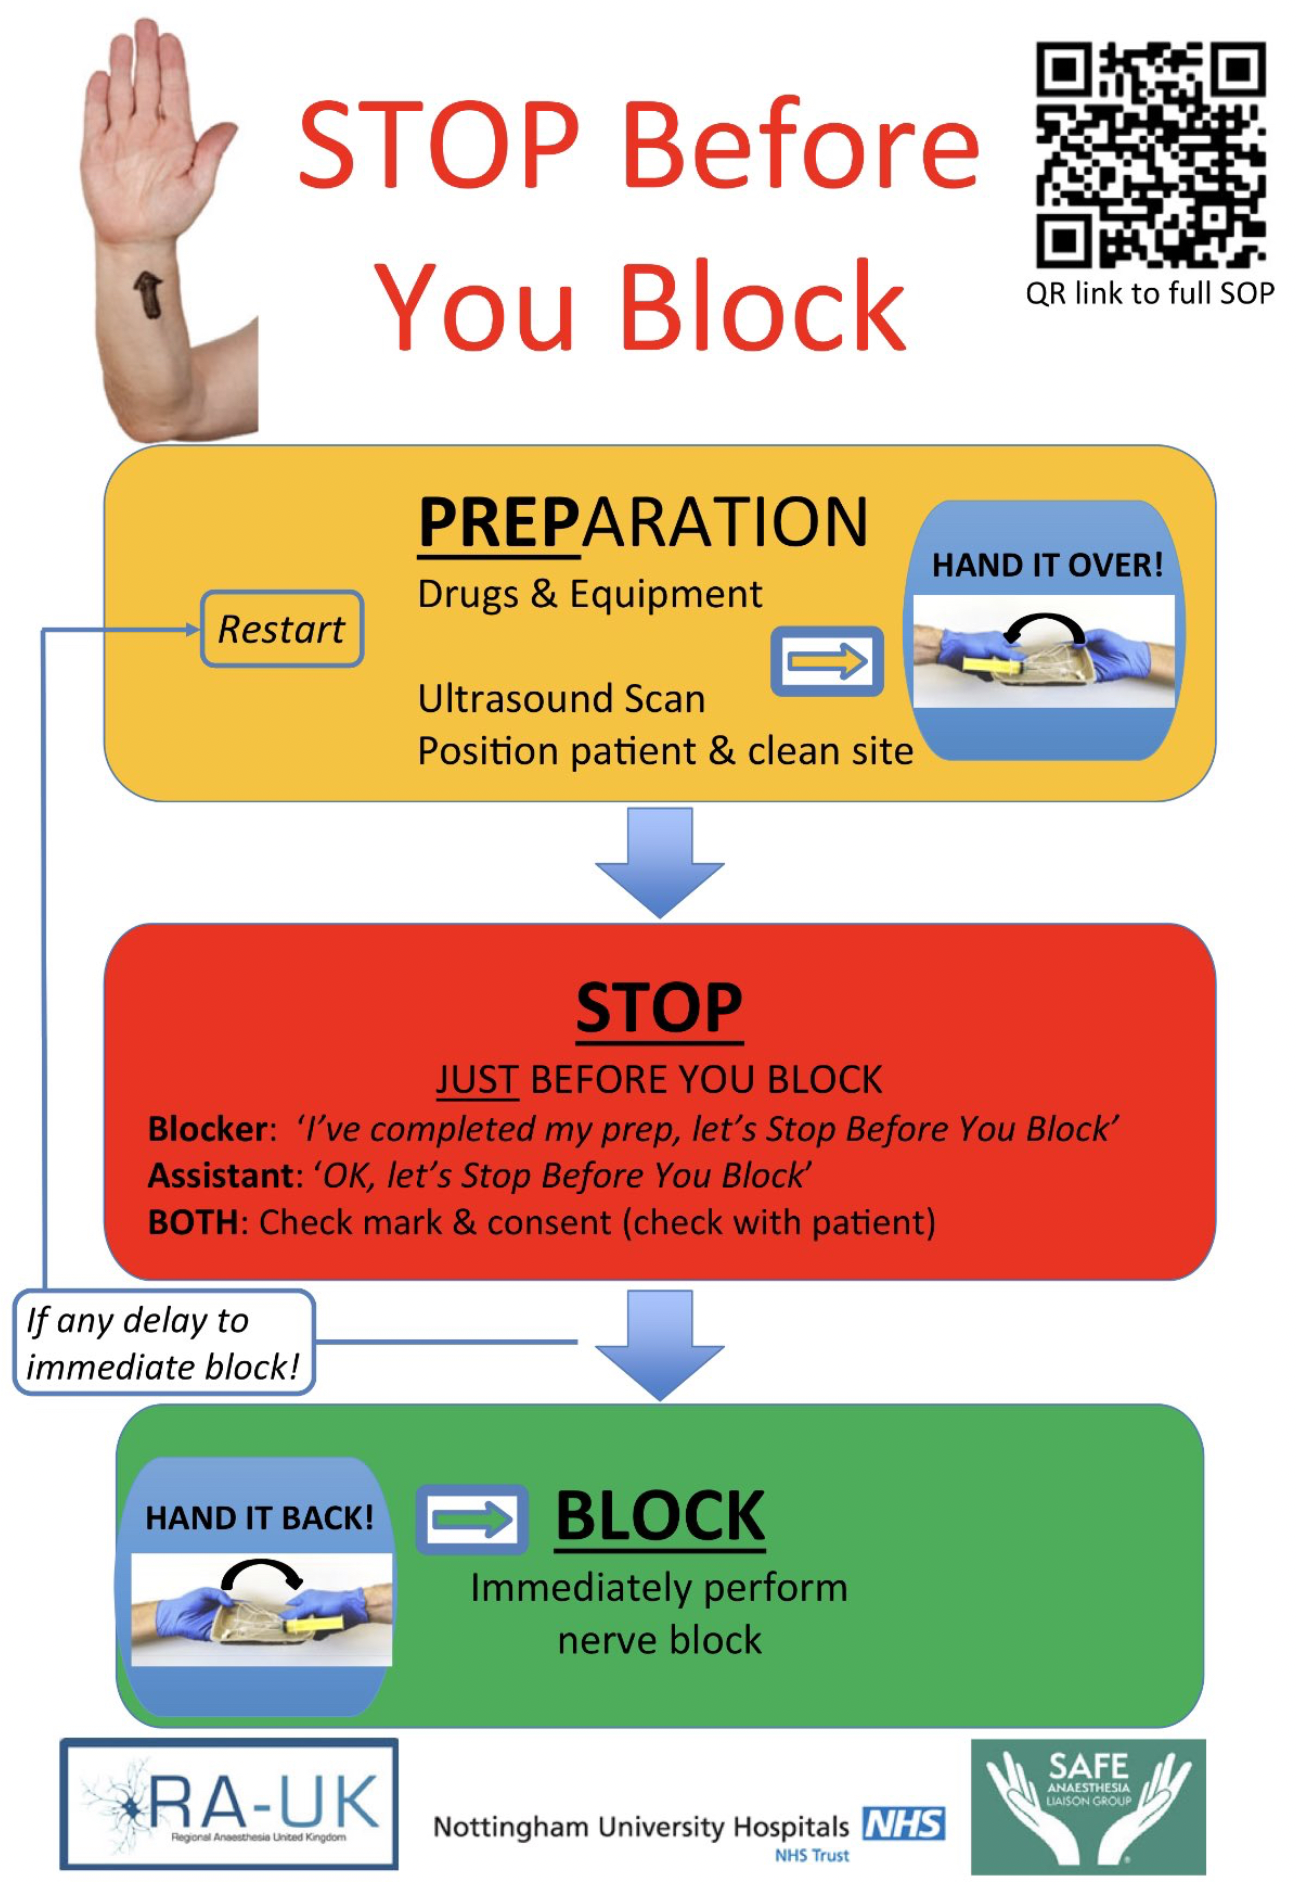 STOP Before
You Block
QR link to full SOP
PREPARATION
Drugs & Equipment
HAND IT OVER!
Restart
Ultrasound Scan
Position patient & clean site
STOP
JUST BEFORE YOU BLOCK
Blocker: ‘I’ve completed my prep, let’s Stop Before You Block’
Assistant: ‘OK, let’s Stop Before You Block’
BOTH: Check mark & consent (check with patient)
If any delay to
immediate block!
HAND IT BACK!
BLOCK
Immediately perform
nerve block
RA-UK
Regional Anaesthesia United Kingdom
Nottingham University Hospitals NHS
NHS Trust
SAFE
ANAESTHESIA
LIAISON GROUP